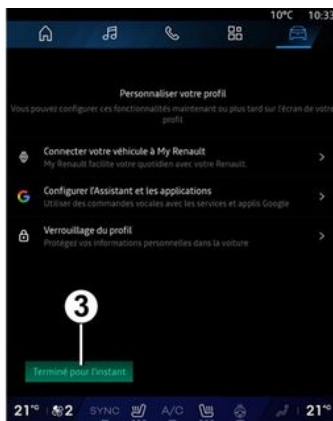 10°C 10:33
Personnaliser votre profil
Vous pouvez configurer ces fonctionnalités maintenant ou plus tard sur l'écran de votre
profil
Connecter votre véhicule à My Renault
My Renault facilite votre quotidien avec votre Renault.
Configurer l'Assistant et les applications
Utiliser des commandes vocales avec les services et applis Google
Verrouillage du profil
Protégez vos informations personnelles dans la voiture
3
Terminé pour l'instant
21°° 2 SYNC A/C 21°°